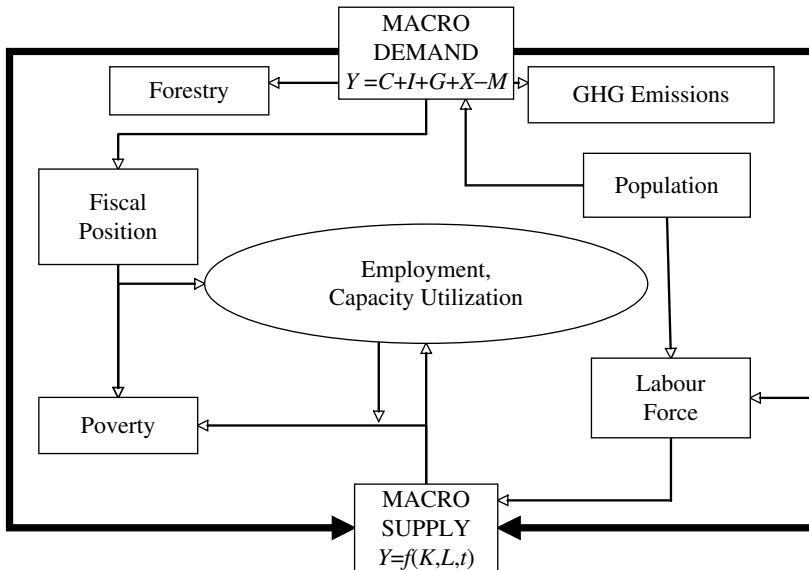 MACRO
DEMAND
Y =C+I+G+X−M
Forestry
GHG Emissions
Fiscal
Position
Population
Employment,
Capacity Utilization
Labour
Force
Poverty
MACRO
SUPPLY
Y=f(K,L,t)